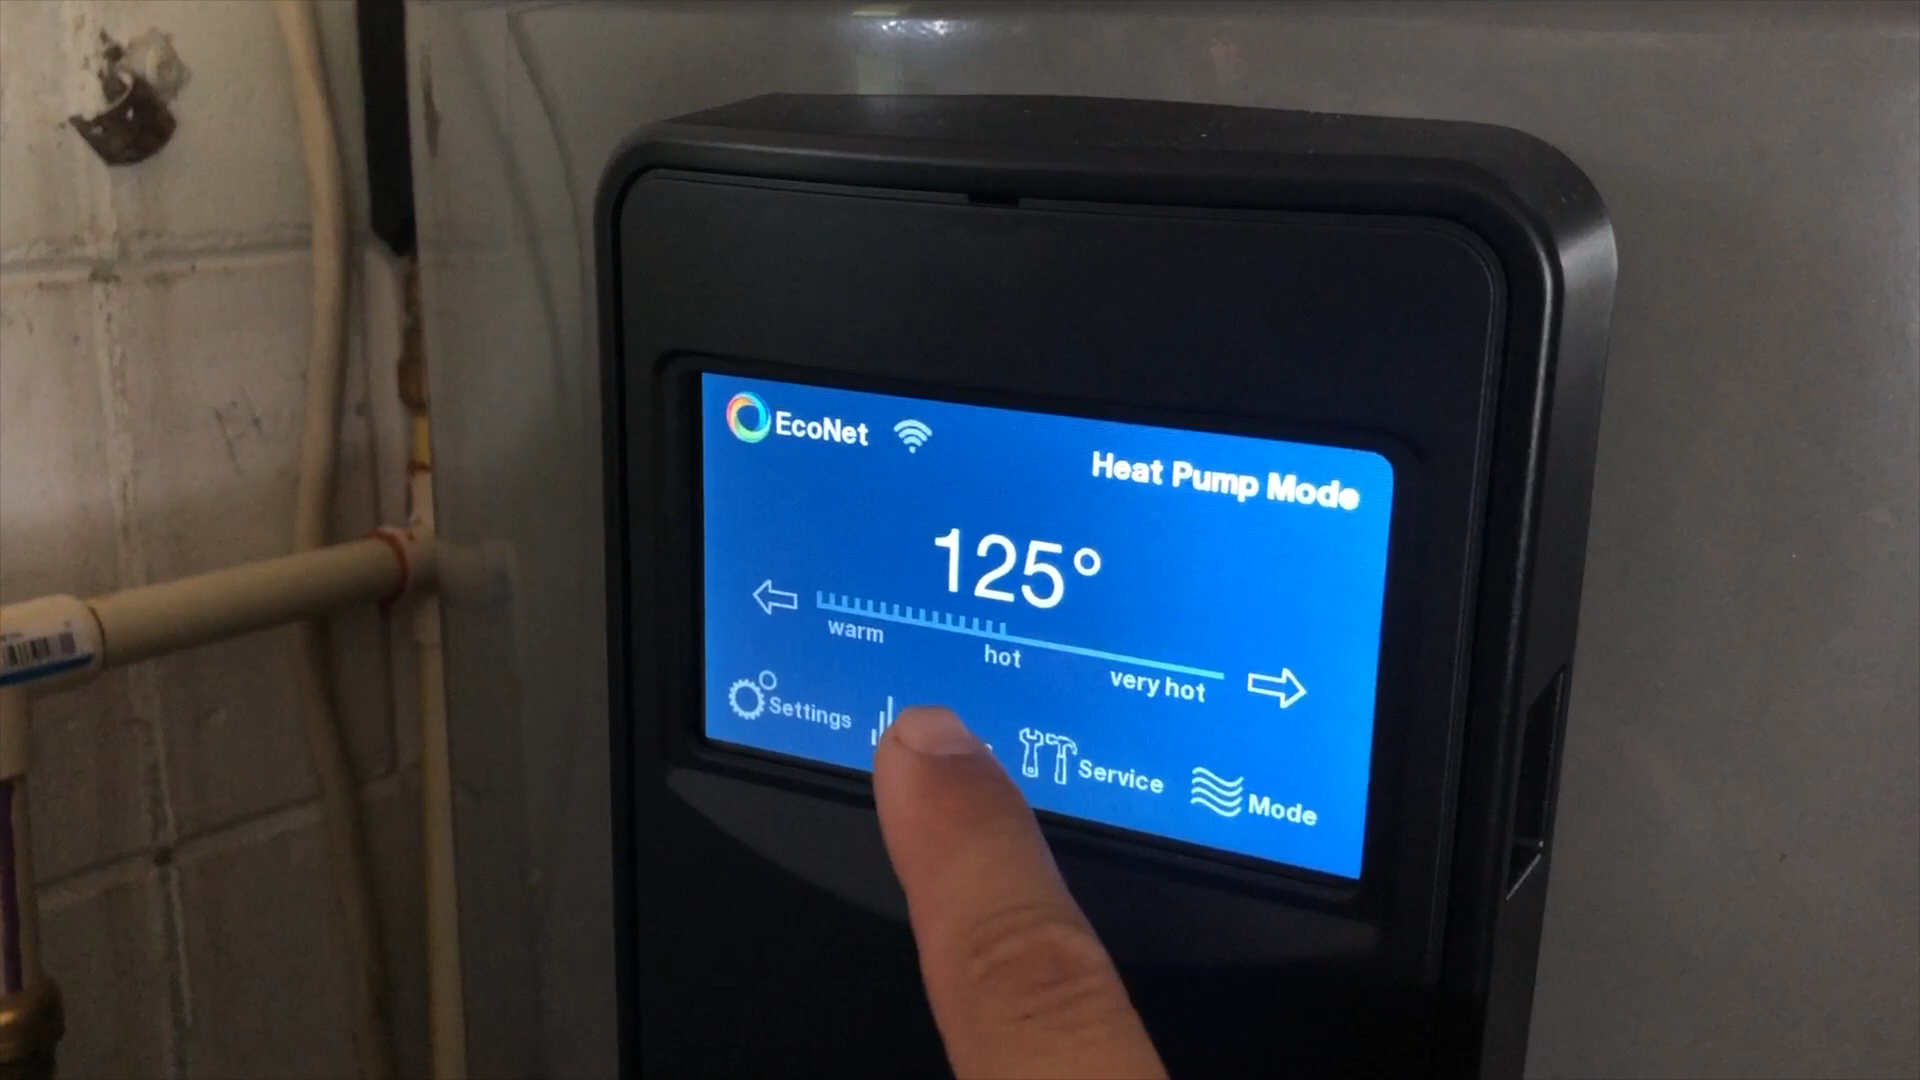 EcoNet
Heat Pump Mode
125°
warm
hot
very hot
Settings
Service
Mode